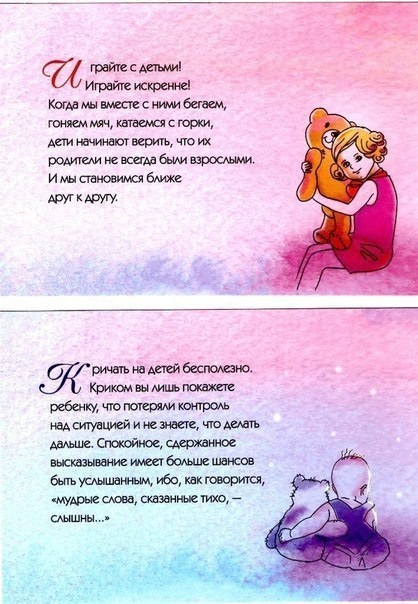 Играйте с детьми!
Играйте искренне!
Когда мы вместе с ними бегаем,
гоняем мяч, катаемся с горки,
дети начинают верить, что их
родители не всегда были взрослыми.
И мы становимся ближе
друг к другу.
Кричать на детей бесполезно.
Криком вы лишь покажете
ребенку, что потеряли контроль
над ситуацией и не знаете, что делать
дальше. Спокойное, сдержанное
высказывание имеет больше шансов
быть услышанным, ибо, как говорится,
«мудрые слова, сказанные тихо, –
слышны...»